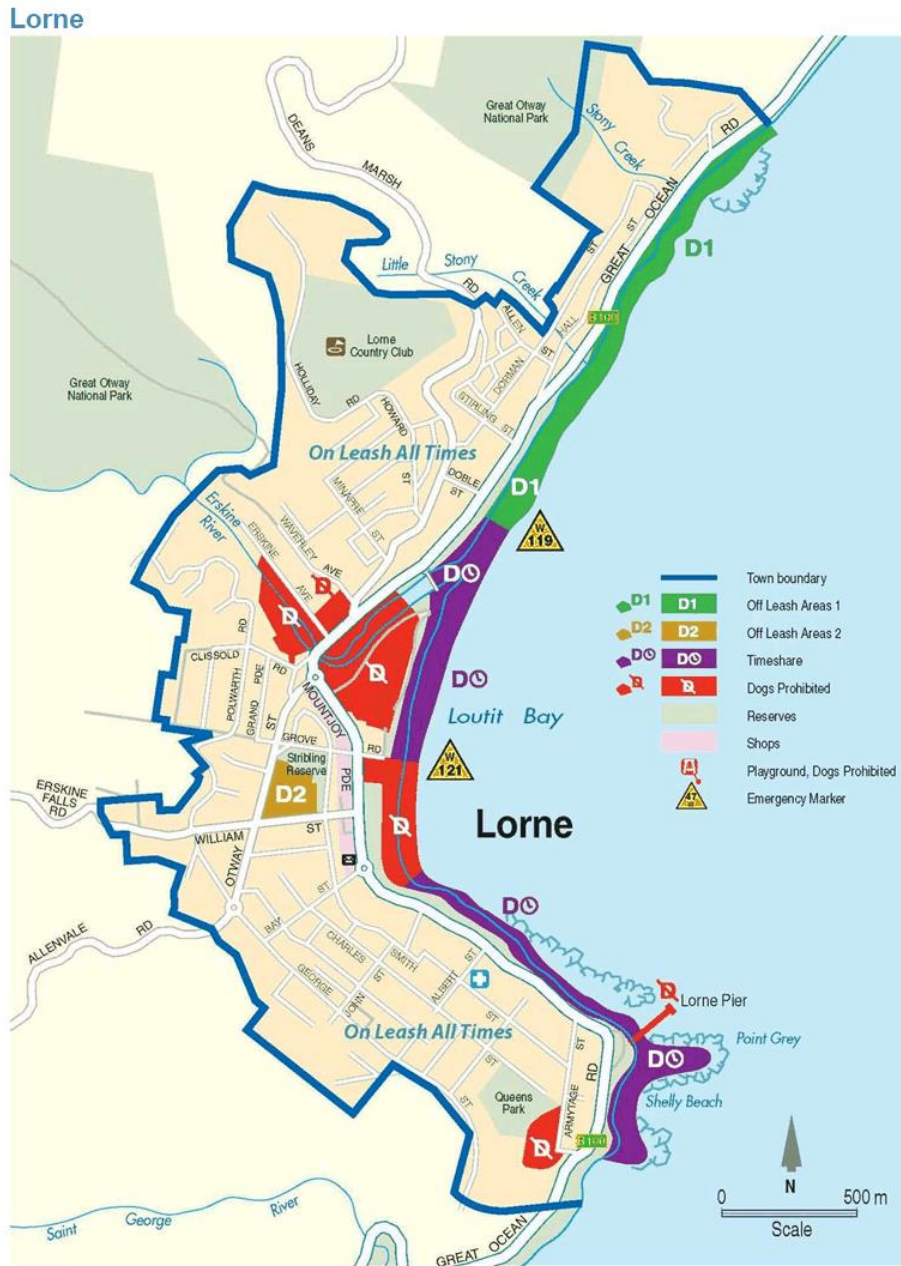 Lorne
Great Otway
National Park
Stony
Creek
DEANS
MARSH
RD
GREAT OCEAN RD
ST
D1
Little Stony Creek
B100
ALLEN
HALL
ST
DORMAN
STIRLING ST
Lorne
Country Club
HOLLIDAY
RD
HOWARD
ST
Great Otway
National Park
On Leash All Times
DOBLE
ST
MINAPRE
ST
D1
W
119
Erskine
River
ERSKINE
AVE
WAVERLEY
AVE
D
D
D
D
D
CLISSOLD
RD
RD
POLWARTH
GRAND PDE
ST
MOUNTJOY
PDE
GROVE
RD
Loutit Bay
Stribling
Reserve
D2
W
121
ERSKINE
FALLS
RD
WILLIAM
ST
OTWAY
D
Lorne
D
ALLENVALE RD
BAY
ST
CHARLES
SMITH
ST
GEORGE
JOHN
ST
ALBERT
ST
On Leash All Times
ST
D
Lorne Pier
Point Grey
D
Shelly Beach
ST
RD
ARMYTAGE
Queens
Park
D
B100
Saint George River
GREAT OCEAN
Town boundary
D1 D1 Off Leash Areas 1
D2 D2 Off Leash Areas 2
D D Timeshare
D D Dogs Prohibited
Reserves
Shops
Playground, Dogs Prohibited
47
W
Emergency Marker
N
0 500 m
Scale